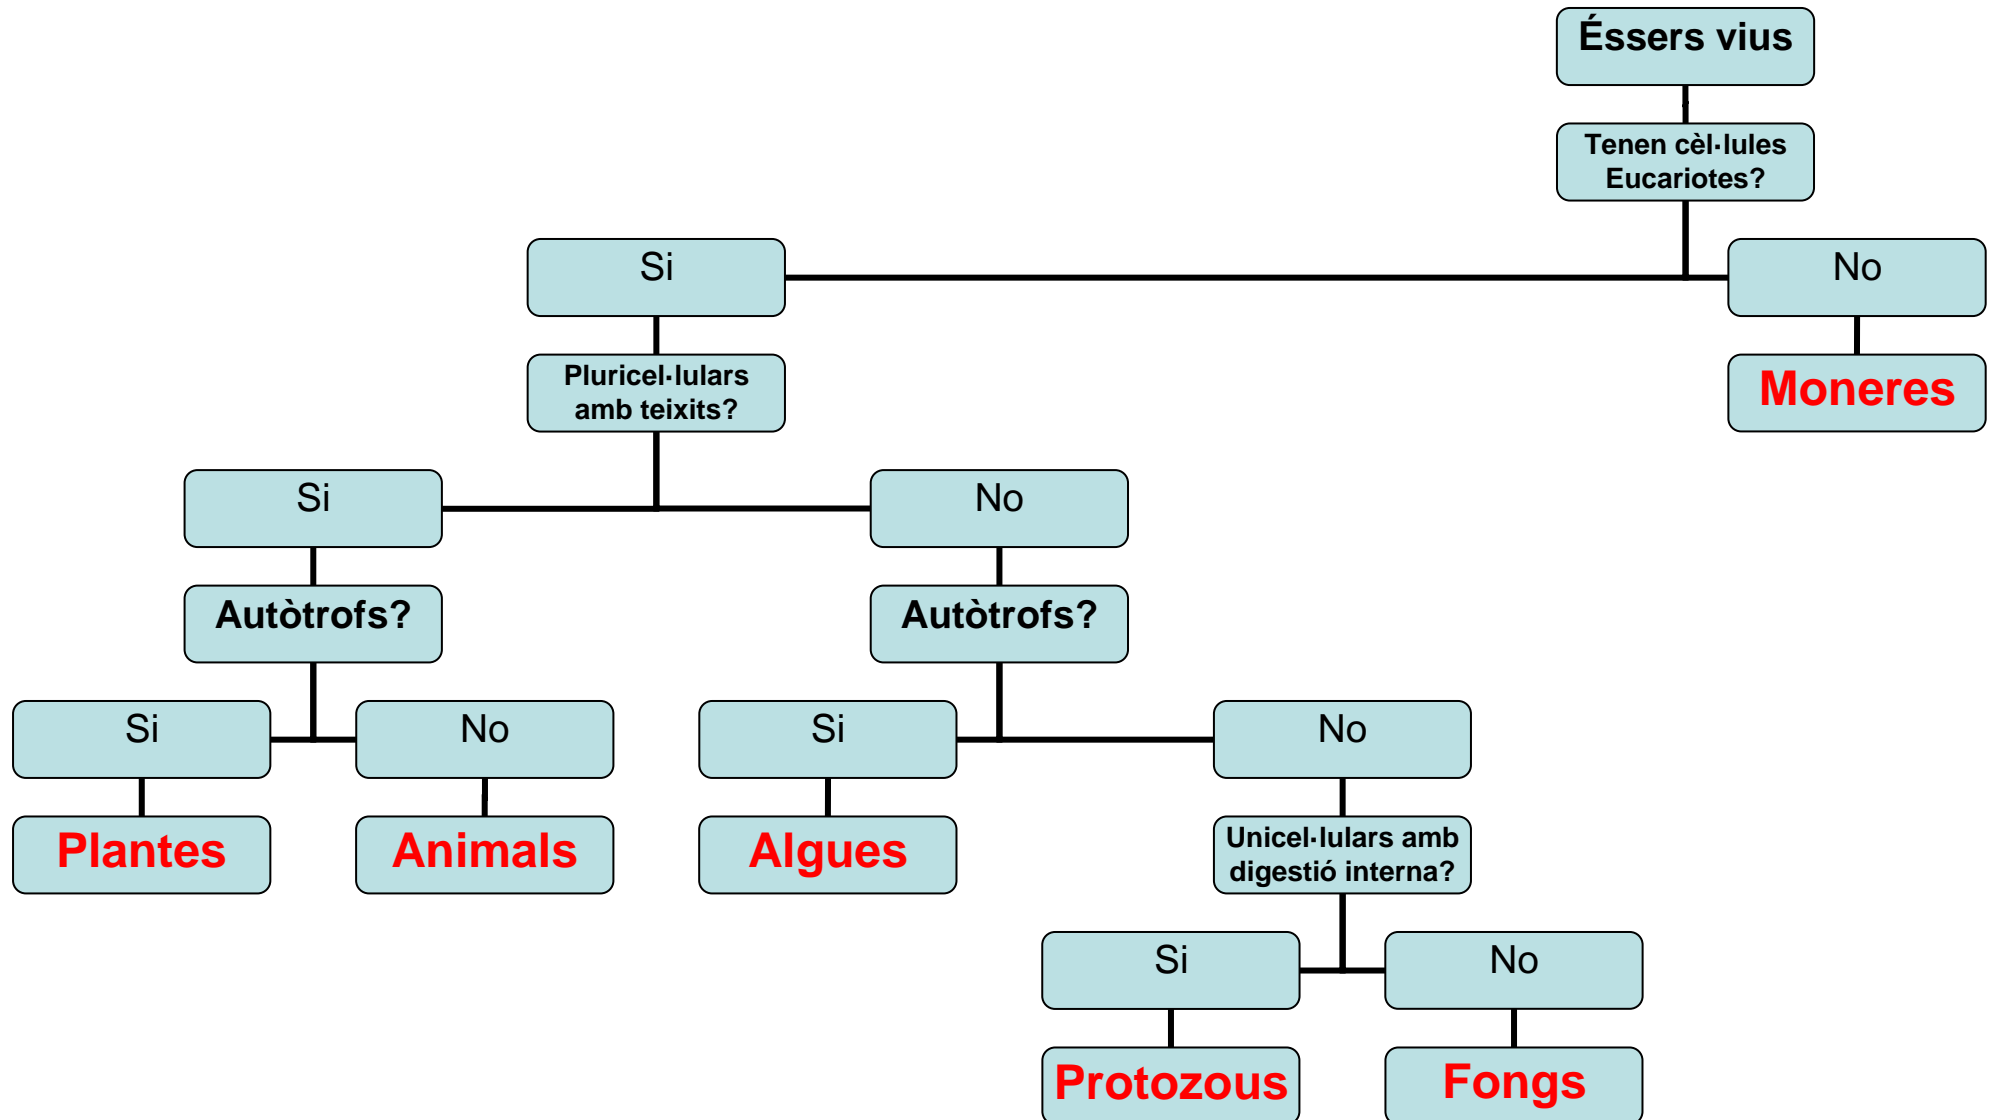 Éssers vius
Tenen cèl·lules
Eucariotes?
Si
No
Pluricel·lulars
amb teixits?
Moneres
Si
No
Autòtrofs?
Autòtrofs?
Si
No
Si
No
Plantes
Animals
Algues
Unicel·lulars amb
digestió interna?
Si
No
Protozous
Fongs